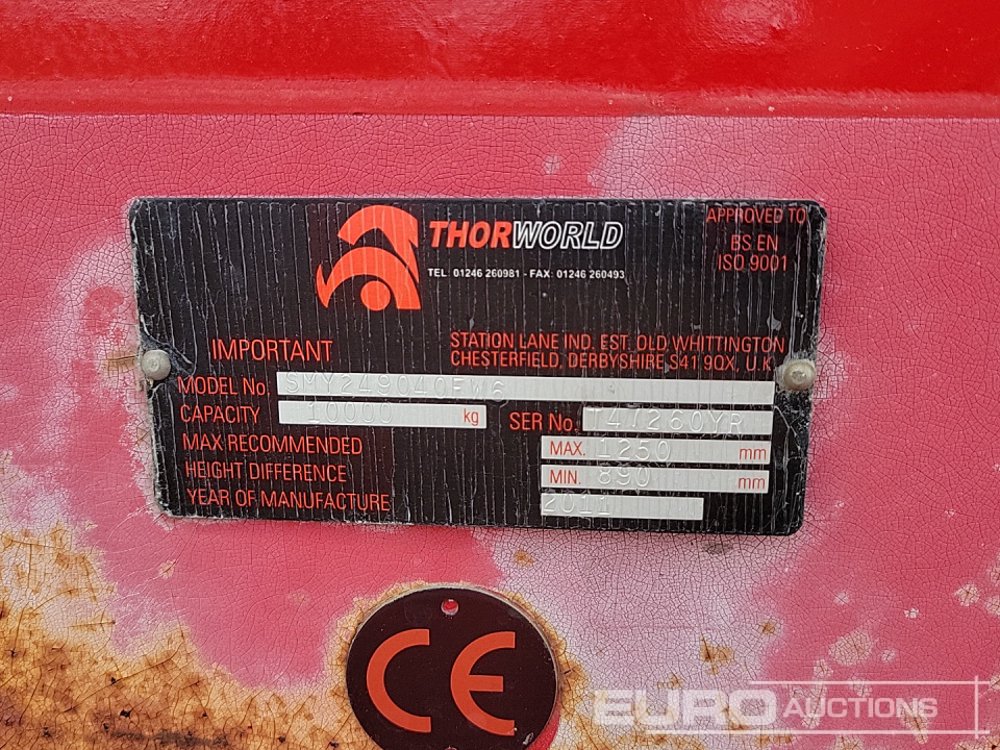 THORWORLD
TEL 01246 260981 - FAX: 01246 260493
APPROVED TO
BS EN
ISO 9001
IMPORTANT
STATION LANE IND. EST. OLD WHITTINGTON
CHESTERFIELD, DERBYSHIRE S41 9QX, U.K
MODEL No. SMY249040FW6
CAPACITY 10000 kg SER No. T47260YR
MAX RECOMMENDED
HEIGHT DIFFERENCE
MAX. 1250 mm
MIN. 890 mm
YEAR OF MANUFACTURE 2011
CE
EURO AUCTIONS